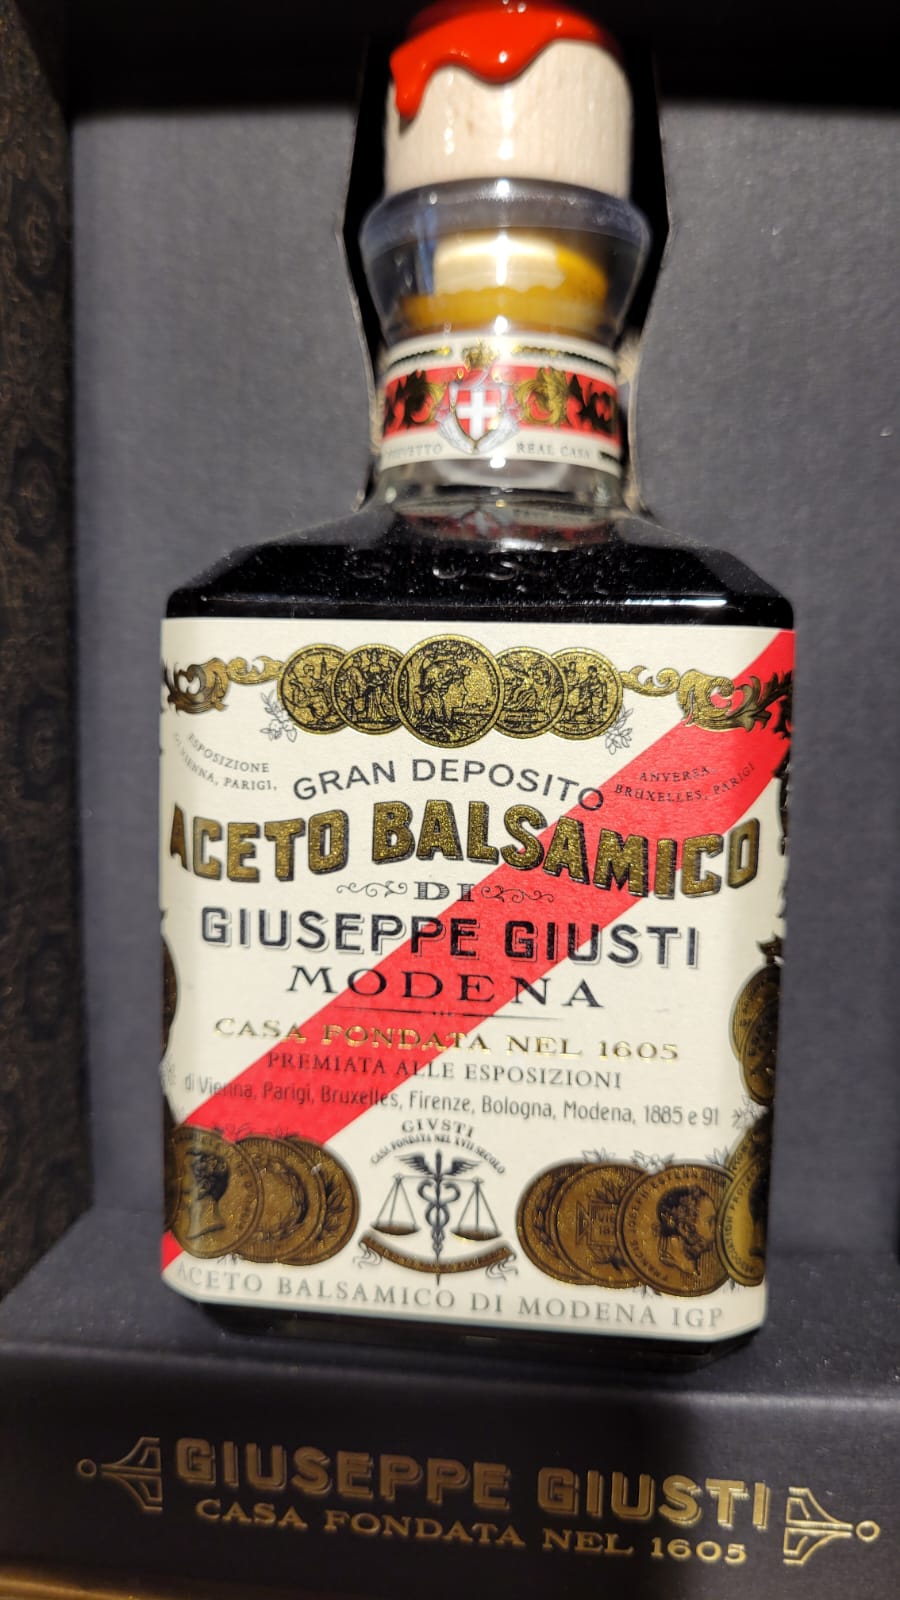 REAL CASA
ESPOSIZIONE
DI VIENNA, PARIGI,
GRAN DEPOSITO
ANVERSA
BRUXELLES, PARIGI
ACETO BALSAMICO
DI
GIUSEPPE GIUSTI
MODENA
CASA FONDATA NEL 1605
PREMIATA ALLE ESPOSIZIONI
di Vienna, Parigi, Bruxelles, Firenze, Bologna, Modena, 1885 e 91
GIVSTI
CASA FONDATA NEL XVII SECOLO
ACETO BALSAMICO DI MODENA IGP
GIUSEPPE GIUSTI
CASA FONDATA NEL 1605